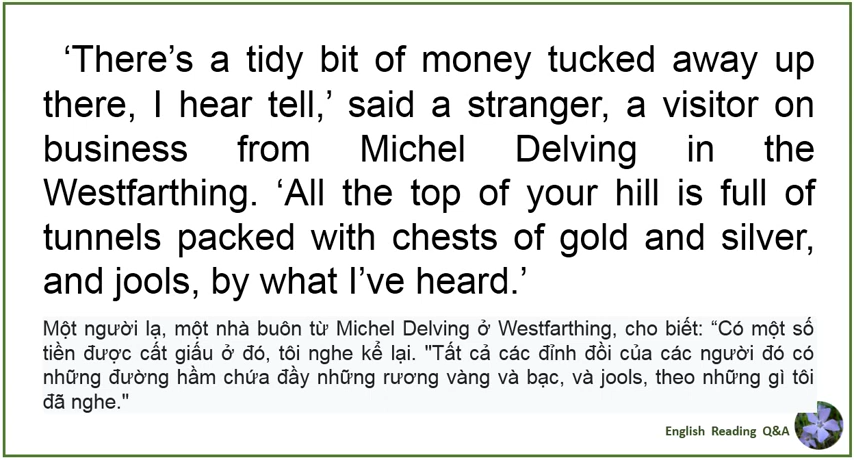 ‘There’s a tidy bit of money tucked away up
there, I hear tell,’ said a stranger, a visitor on
business from Michel Delving in the
Westfarthing. ‘All the top of your hill is full of
tunnels packed with chests of gold and silver,
and jools, by what I’ve heard.’
Một người lạ, một nhà buôn từ Michel Delving ở Westfarthing, cho biết: “Có một số
tiền được cất giấu ở đó, tôi nghe kể lại. "Tất cả các đỉnh đồi của các người đó có
những đường hầm chứa đầy những rương vàng và bạc, và jools, theo những gì tôi
đã nghe."
English Reading Q&A